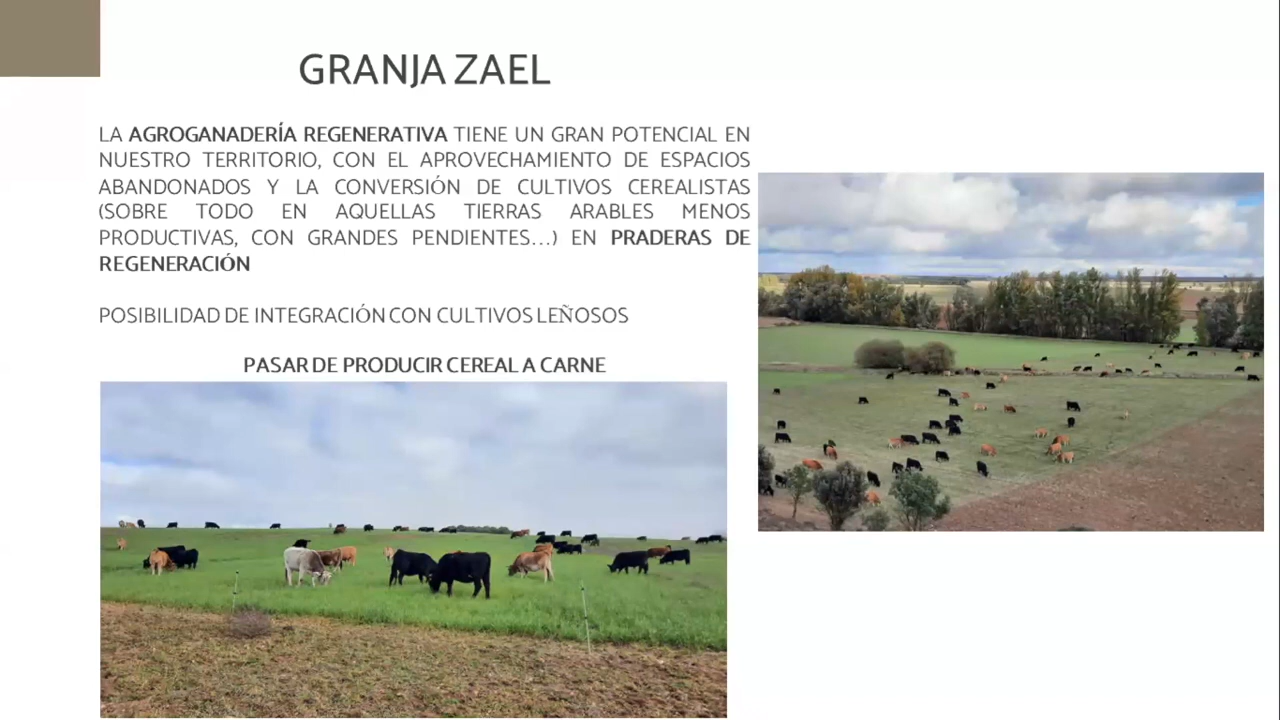 GRANJA ZAEL
LA AGROGANADERÍA REGENERATIVA TIENE UN GRAN POTENCIAL EN
NUESTRO TERRITORIO, CON EL APROVECHAMIENTO DE ESPACIOS
ABANDONADOS Y LA CONVERSIÓN DE CULTIVOS CEREALISTAS
(SOBRE TODO EN AQUELLAS TIERRAS ARABLES MENOS
PRODUCTIVAS, CON GRANDES PENDIENTES...) EN PRADERAS DE
REGENERACIÓN
POSIBILIDAD DE INTEGRACIÓN CON CULTIVOS LEÑOSOS
PASAR DE PRODUCIR CEREAL A CARNE